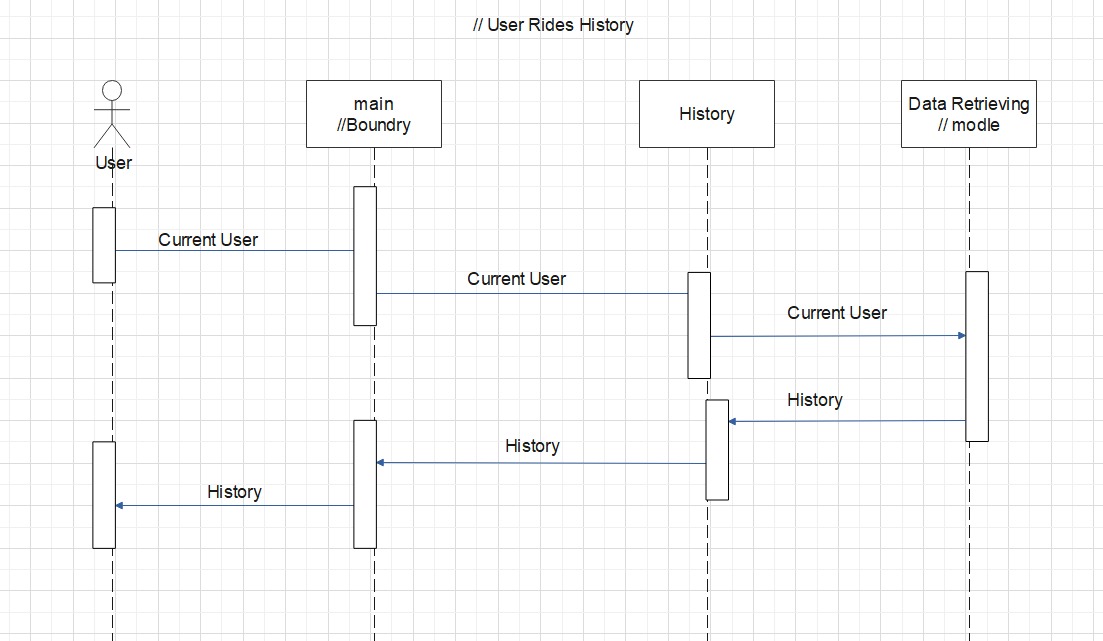 // User Rides History
User
main
//Boundry
History
Data Retrieving
// modle
Current User
Current User
Current User
History
History
History